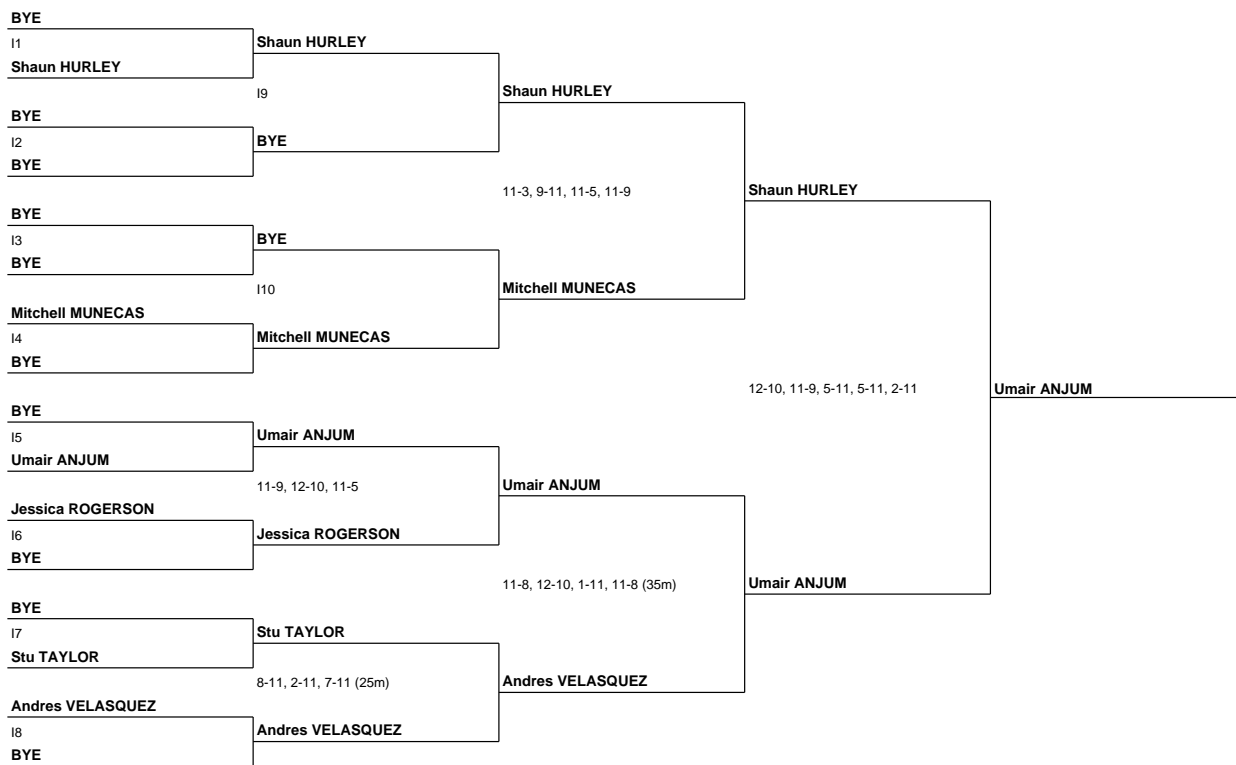 BYE
I1
Shaun HURLEY
BYE
I2
BYE
BYE
I3
BYE
Mitchell MUNECAS
I4
BYE
BYE
I5
Umair ANJUM
Jessica ROGERSON
I6
BYE
BYE
I7
Stu TAYLOR
Andres VELASQUEZ
I8
BYE
Shaun HURLEY
I9
BYE
BYE
I10
Mitchell MUNECAS
Umair ANJUM
11-9, 12-10, 11-5
Jessica ROGERSON
Stu TAYLOR
8-11, 2-11, 7-11 (25m)
Andres VELASQUEZ
Shaun HURLEY
11-3, 9-11, 11-5, 11-9
Mitchell MUNECAS
Umair ANJUM
11-8, 12-10, 1-11, 11-8 (35m)
Andres VELASQUEZ
Shaun HURLEY
12-10, 11-9, 5-11, 5-11, 2-11
Umair ANJUM
Umair ANJUM